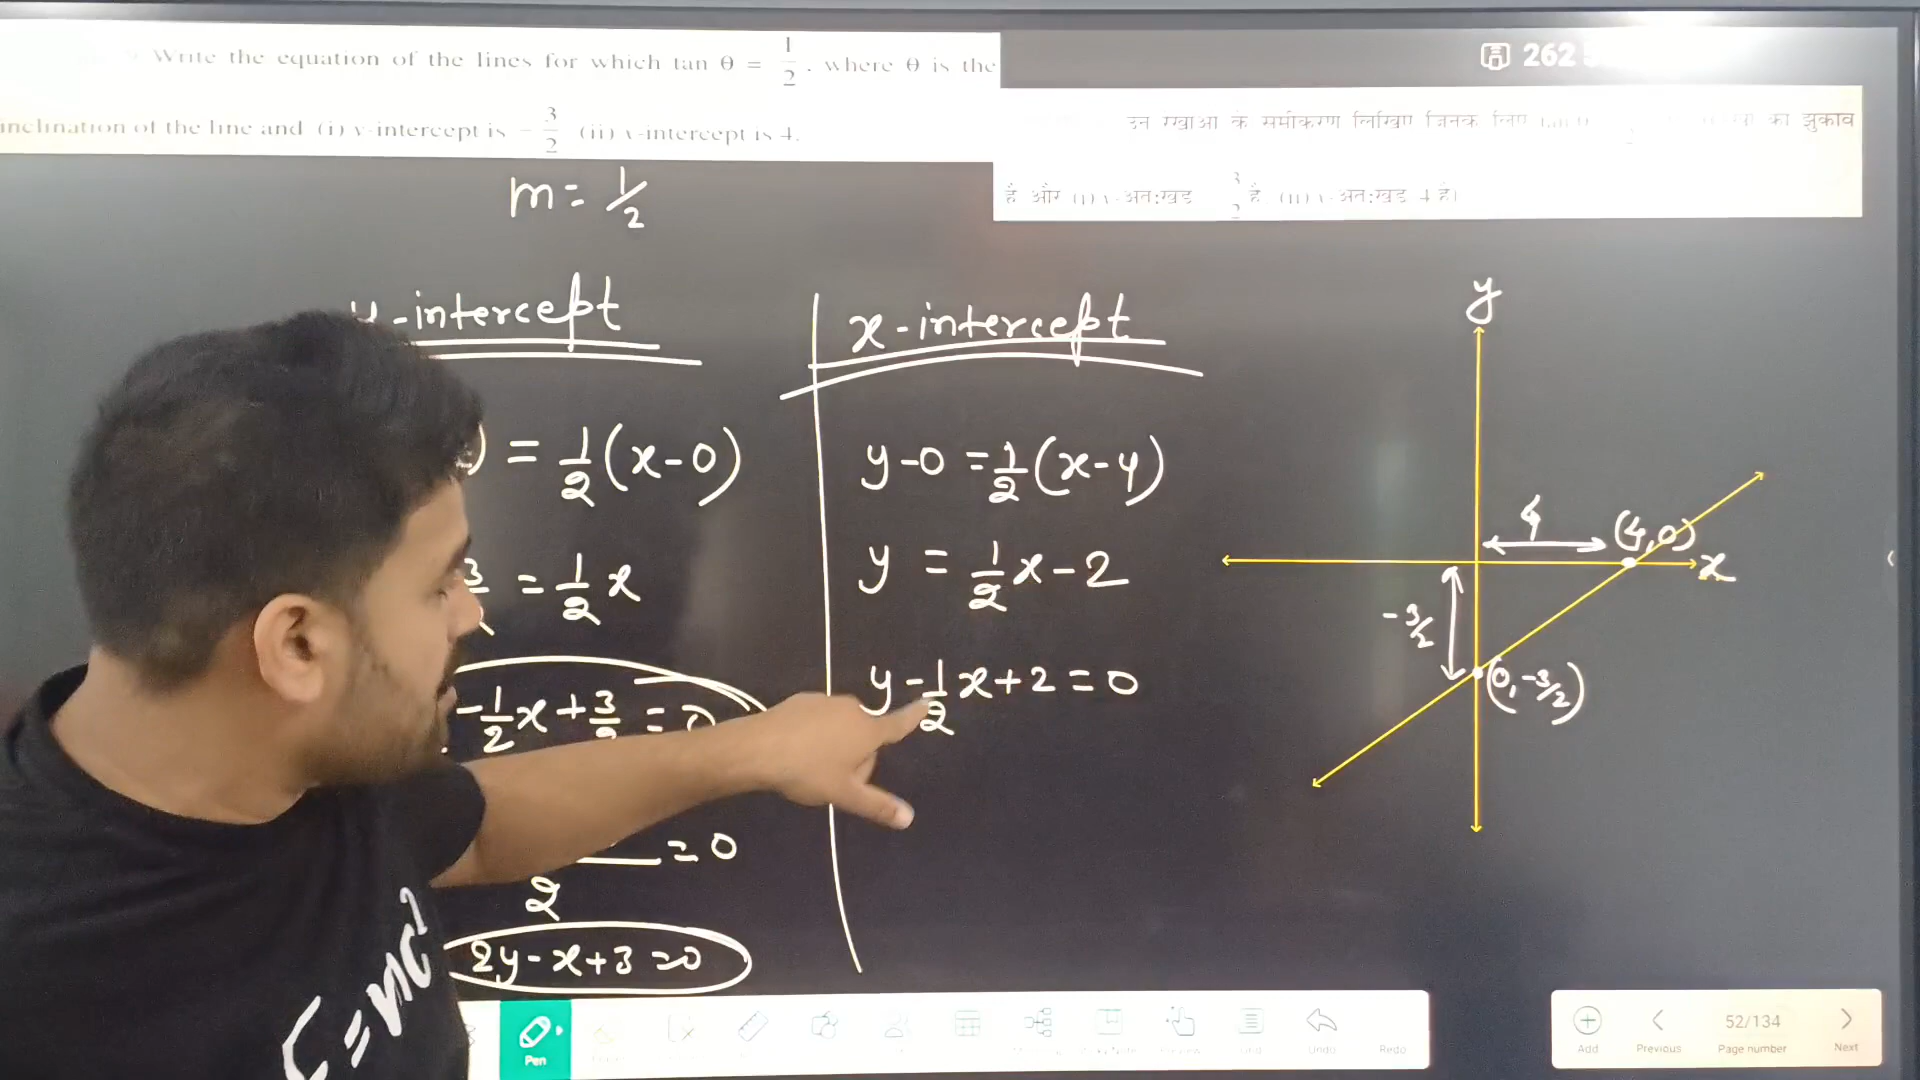 Write the equation of the lines for which tan θ = 1/2, where θ is the
inclination of the line and (i) y-intercept is - 3/2 (ii) x-intercept is 4.
262
उन रेखाओं के समीकरण लिखिए जिनके लिए का झुकाव
है और (i) y-अंत:खंड 3/2 है (ii) x-अंत:खंड 4 है।
m = 1/2
y-intercept
) = 1/2 (x-0)
= 1/2 x
-1/2 x + 3/2 = 0
= 0
2
2y - x + 3 = 0
x-intercept
y-0 = 1/2 (x-4)
y = 1/2 x - 2
y - 1/2 x + 2 = 0
y
4
(4,0)
x
-3/2
(0,-3/2)
E=mc²
Pen
Undo
Redo
Add
Previous
52/134
Page number
Next